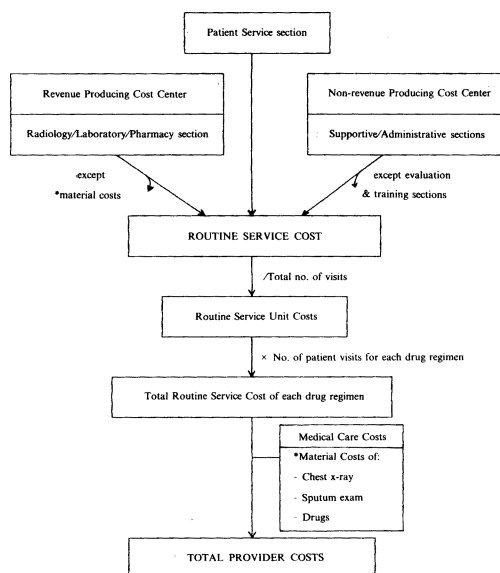 Patient Service section
Revenue Producing Cost Center
Radiology/Laboratory/Pharmacy section
Non-revenue Producing Cost Center
Supportive/Administrative sections
except
*material costs
except evaluation
& training sections
ROUTINE SERVICE COST
/Total no. of visits
Routine Service Unit Costs
× No. of patient visits for each drug regimen
Total Routine Service Cost of each drug regimen
Medical Care Costs
*Material Costs of:
- Chest x-ray
- Sputum exam
- Drugs
TOTAL PROVIDER COSTS